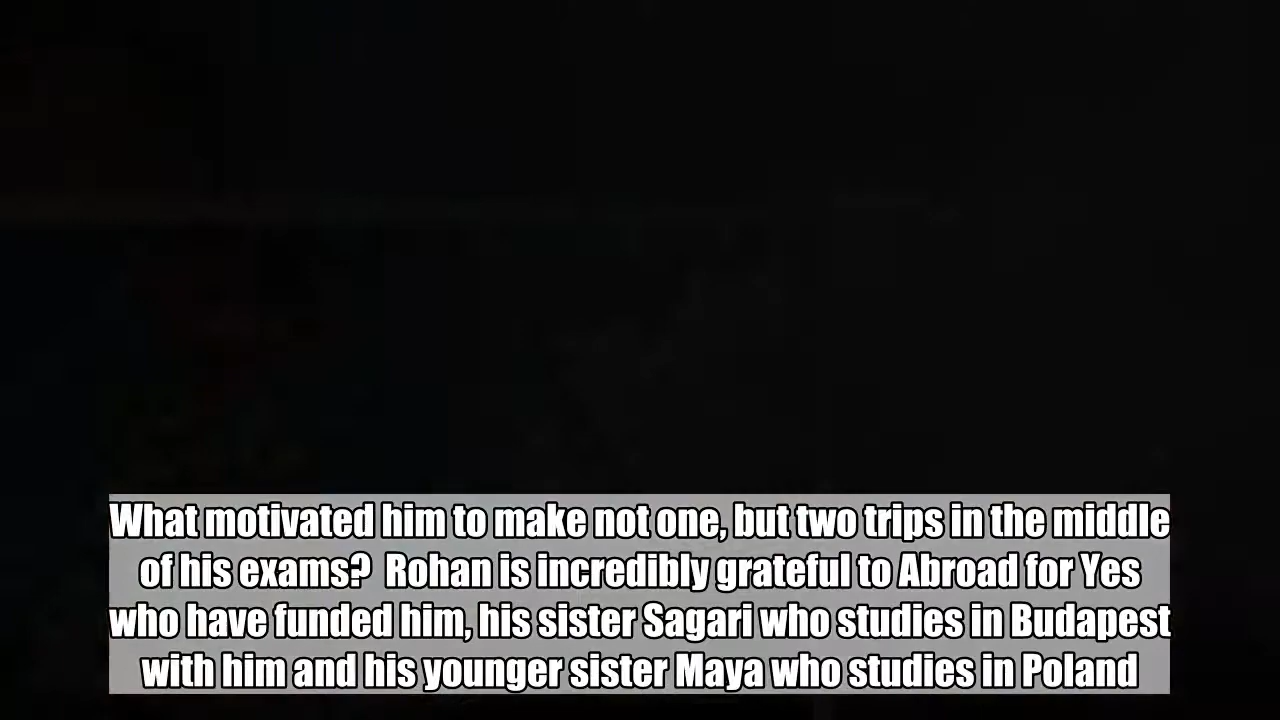 What motivated him to make not one, but two trips in the middle
of his exams?  Rohan is incredibly grateful to Abroad for Yes
who have funded him, his sister Sagari who studies in Budapest
with him and his younger sister Maya who studies in Poland